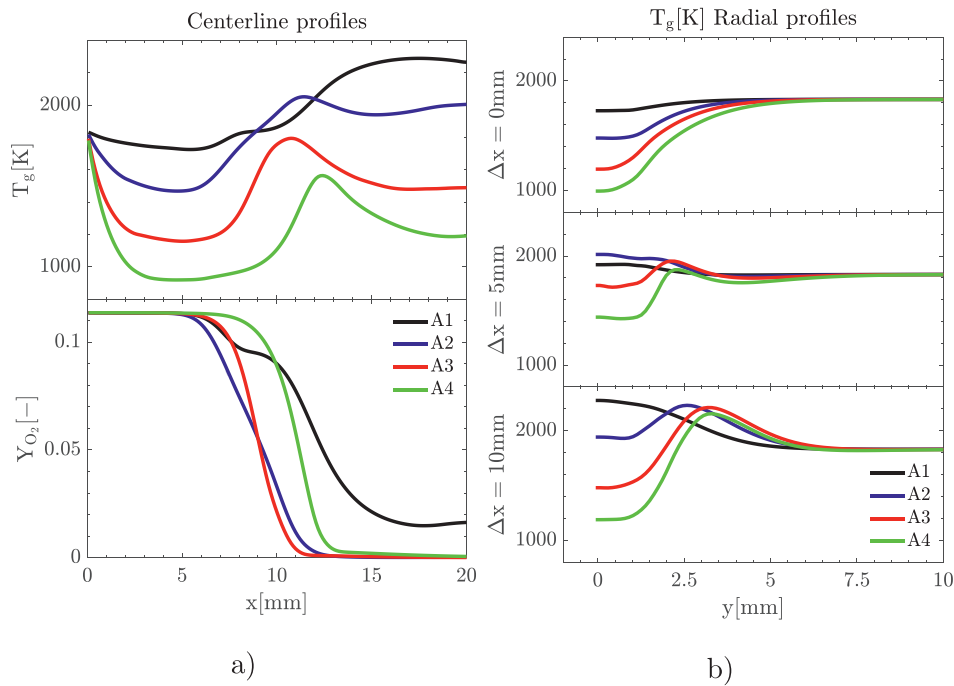 Centerline profiles
T_g[K]
2000
1000
Y_{O_2}[−]
0.1
0.05
0
A1
A2
A3
A4
0 5 10 15 20
x[mm]
a)
T_g[K] Radial profiles
Δx = 0mm
2000
1000
Δx = 5mm
2000
1000
Δx = 10mm
2000
1000
A1
A2
A3
A4
0 2.5 5 7.5 10
y[mm]
b)